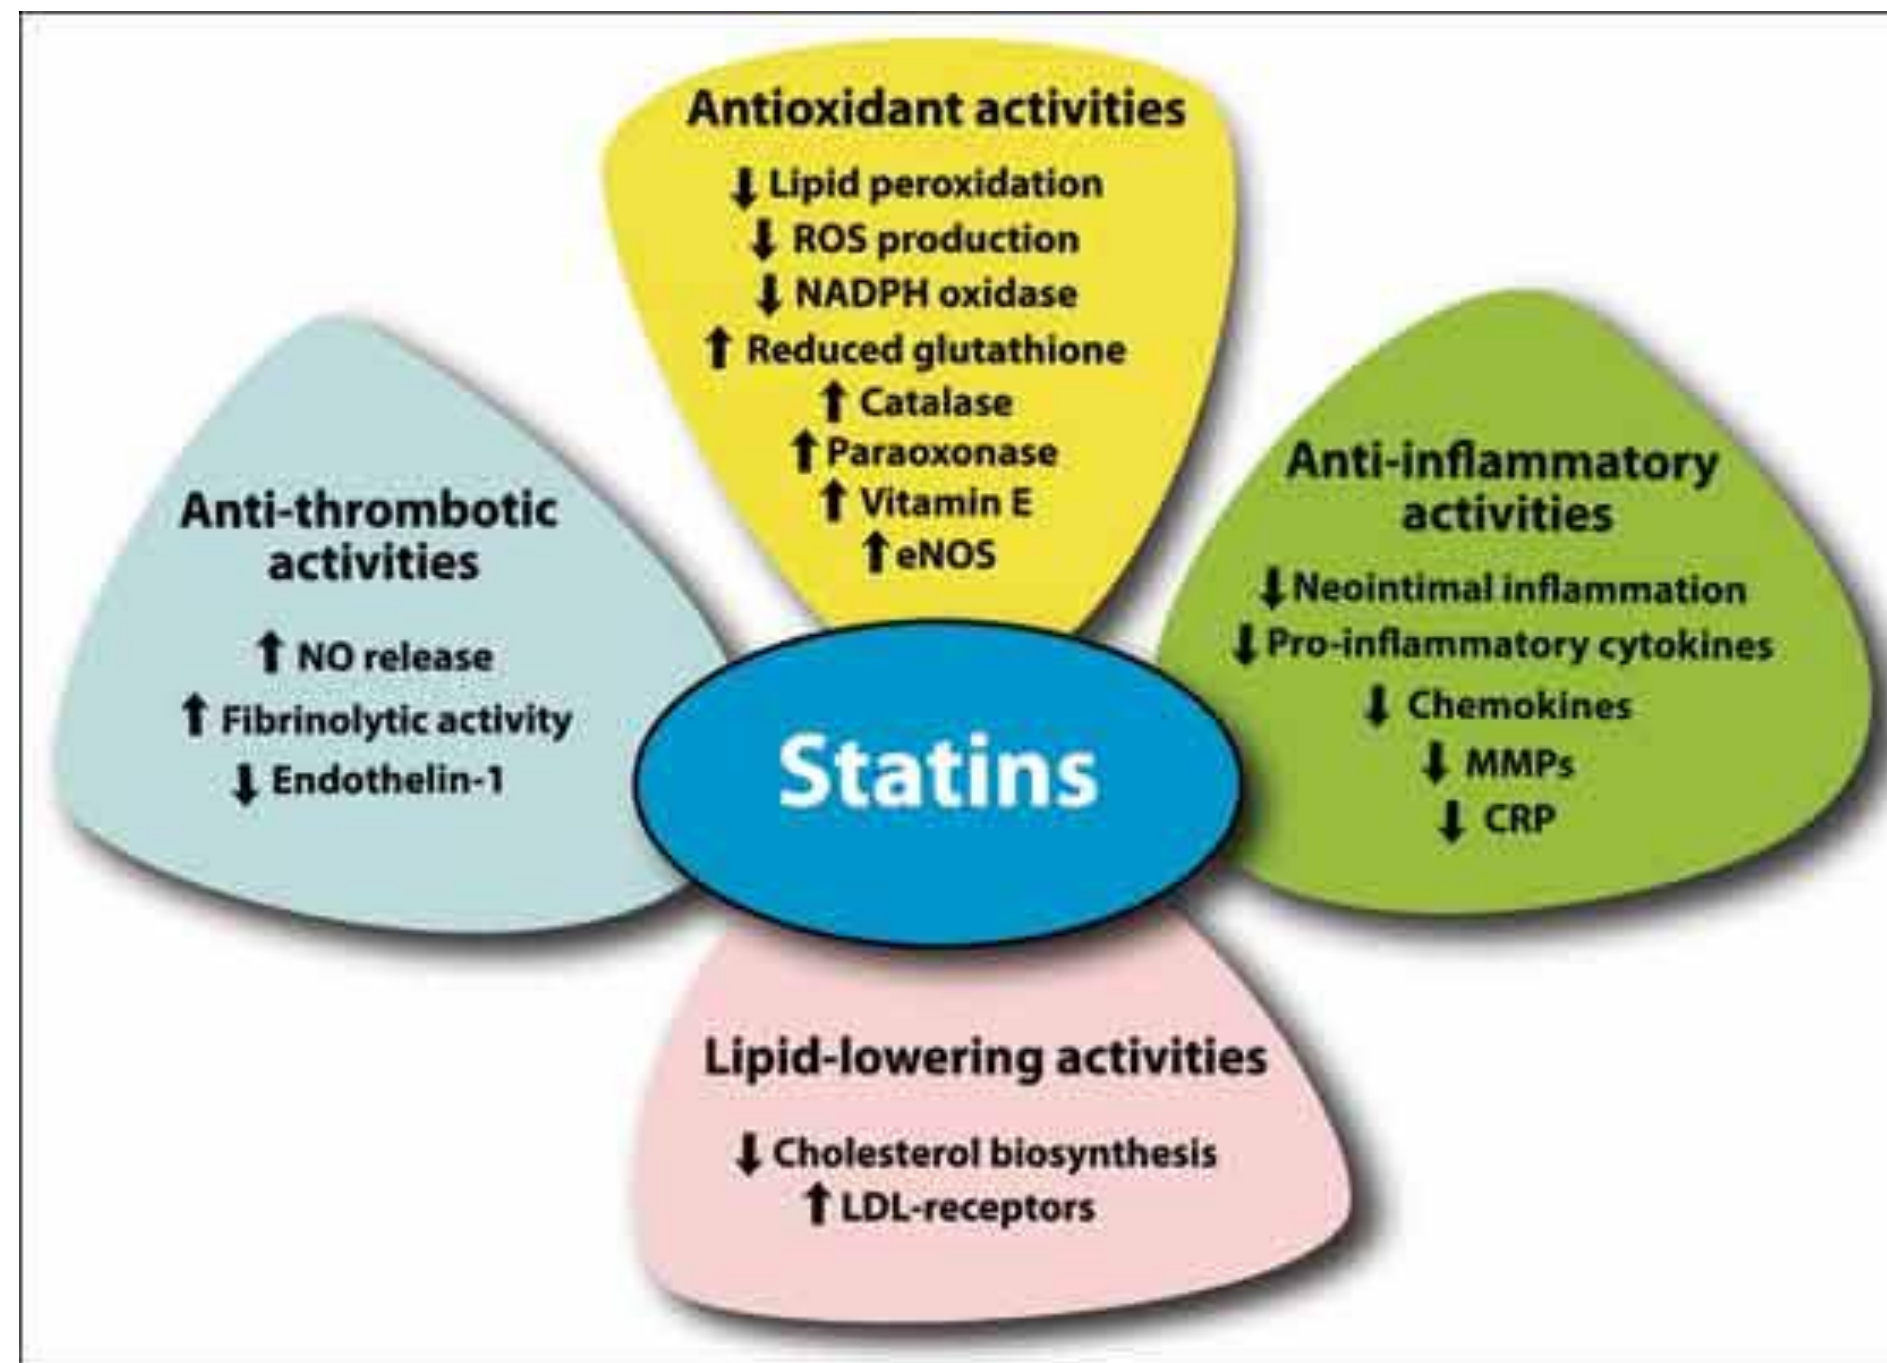 Antioxidant activities
⬇ Lipid peroxidation
⬇ ROS production
⬇ NADPH oxidase
⬆ Reduced glutathione
⬆ Catalase
⬆ Paraoxonase
⬆ Vitamin E
⬆ eNOS
Anti-thrombotic
activities
⬆ NO release
⬆ Fibrinolytic activity
⬇ Endothelin-1
Statins
Anti-inflammatory
activities
⬇ Neointimal inflammation
⬇ Pro-inflammatory cytokines
⬇ Chemokines
⬇ MMPs
⬇ CRP
Lipid-lowering activities
⬇ Cholesterol biosynthesis
⬆ LDL-receptors